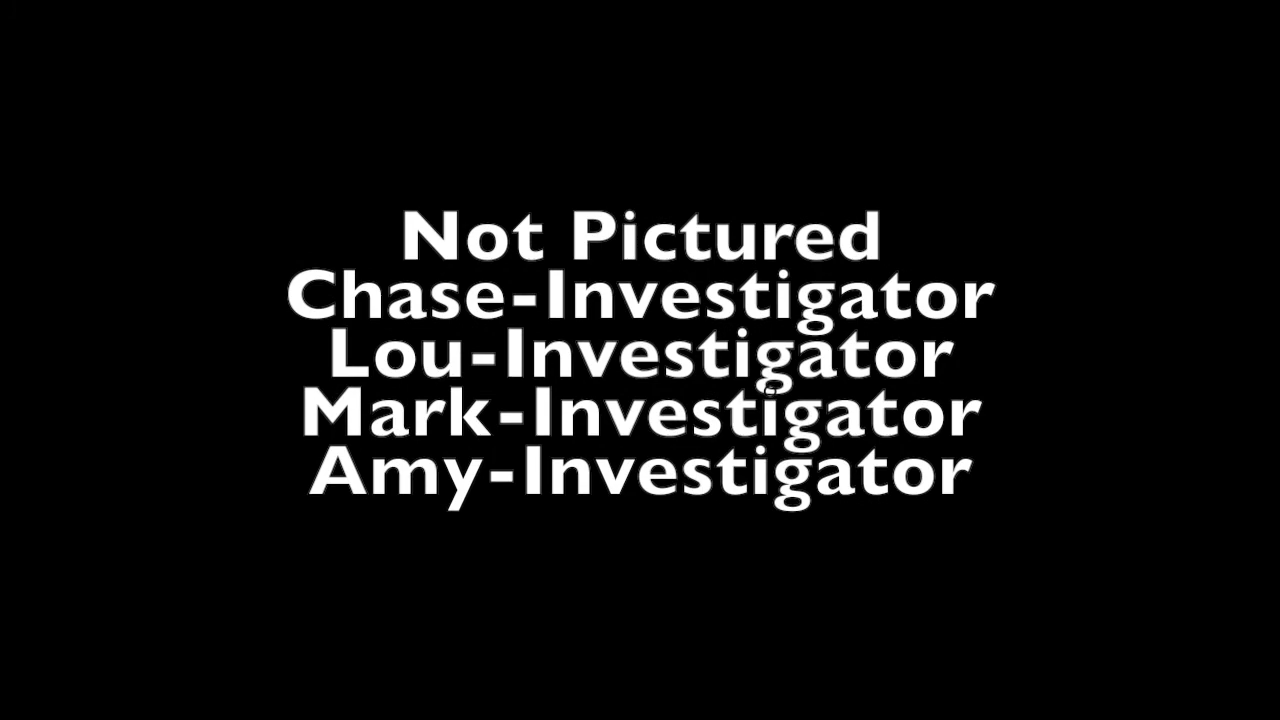 Not Pictured
Chase-Investigator
Lou-Investigator
Mark-Investigator
Amy-Investigator